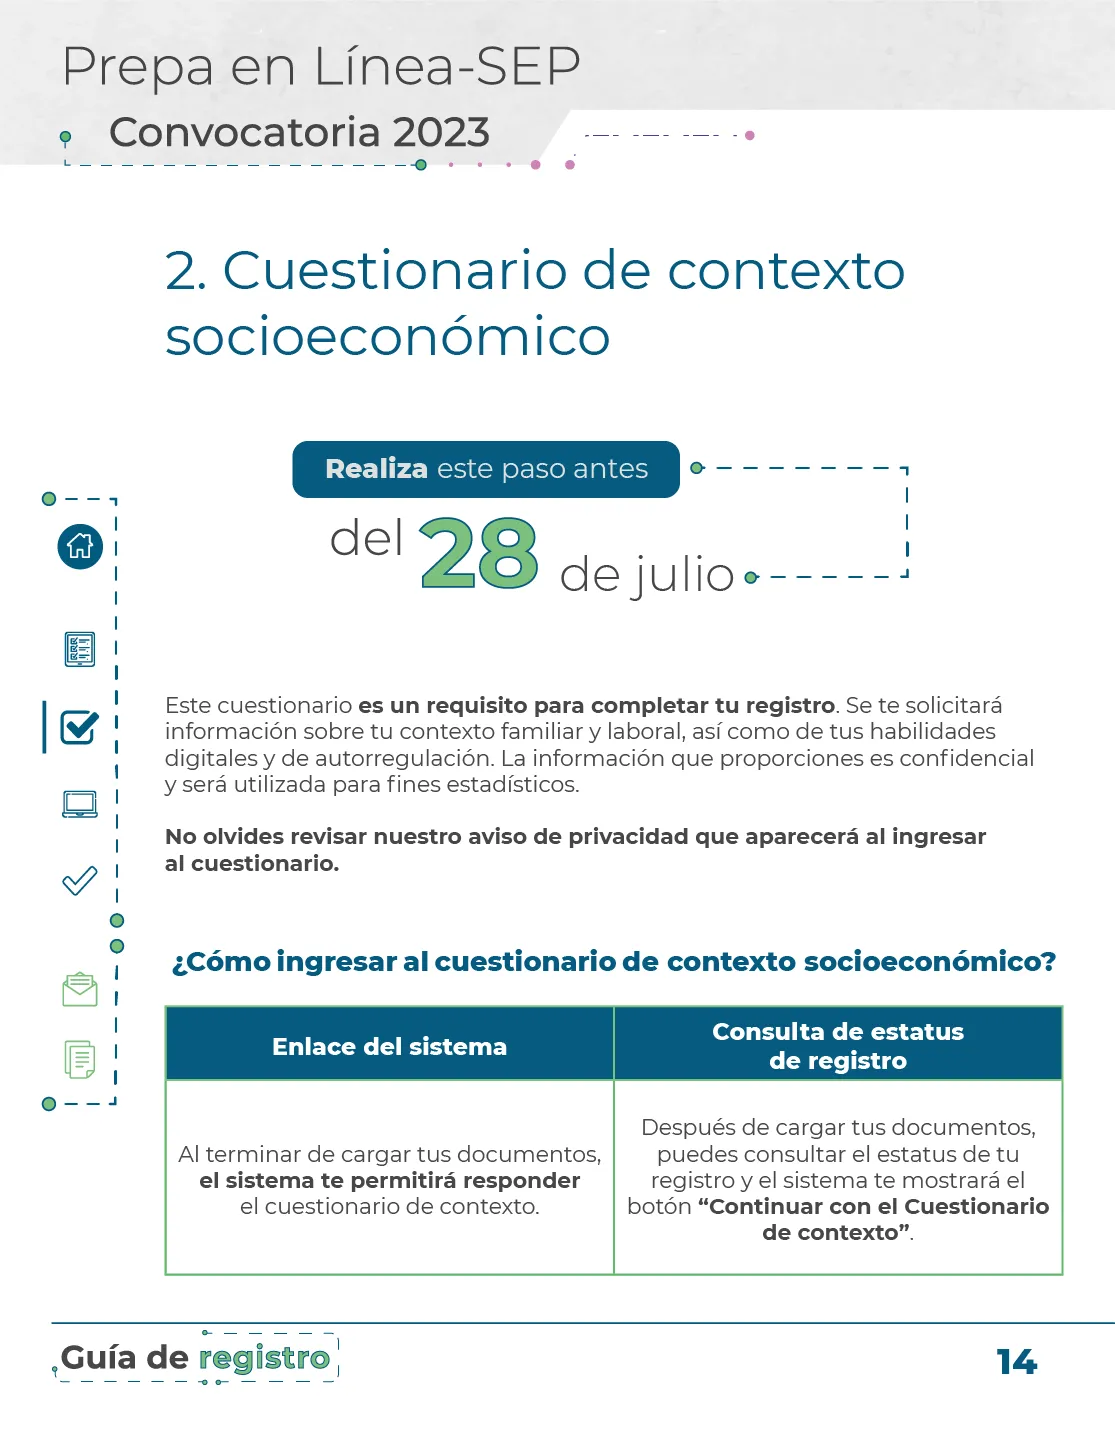 Prepa en Línea-SEP
Convocatoria 2023
2. Cuestionario de contexto
socioeconómico
Realiza este paso antes
del 28 de julio
Este cuestionario es un requisito para completar tu registro. Se te solicitará
información sobre tu contexto familiar y laboral, así como de tus habilidades
digitales y de autorregulación. La información que proporciones es confidencial
y será utilizada para fines estadísticos.
No olvides revisar nuestro aviso de privacidad que aparecerá al ingresar
al cuestionario.
¿Cómo ingresar al cuestionario de contexto socioeconómico?
Enlace del sistema
Consulta de estatus
de registro
Al terminar de cargar tus documentos,
el sistema te permitirá responder
el cuestionario de contexto.
Después de cargar tus documentos,
puedes consultar el estatus de tu
registro y el sistema te mostrará el
botón “Continuar con el Cuestionario
de contexto”.
Guía de registro
14